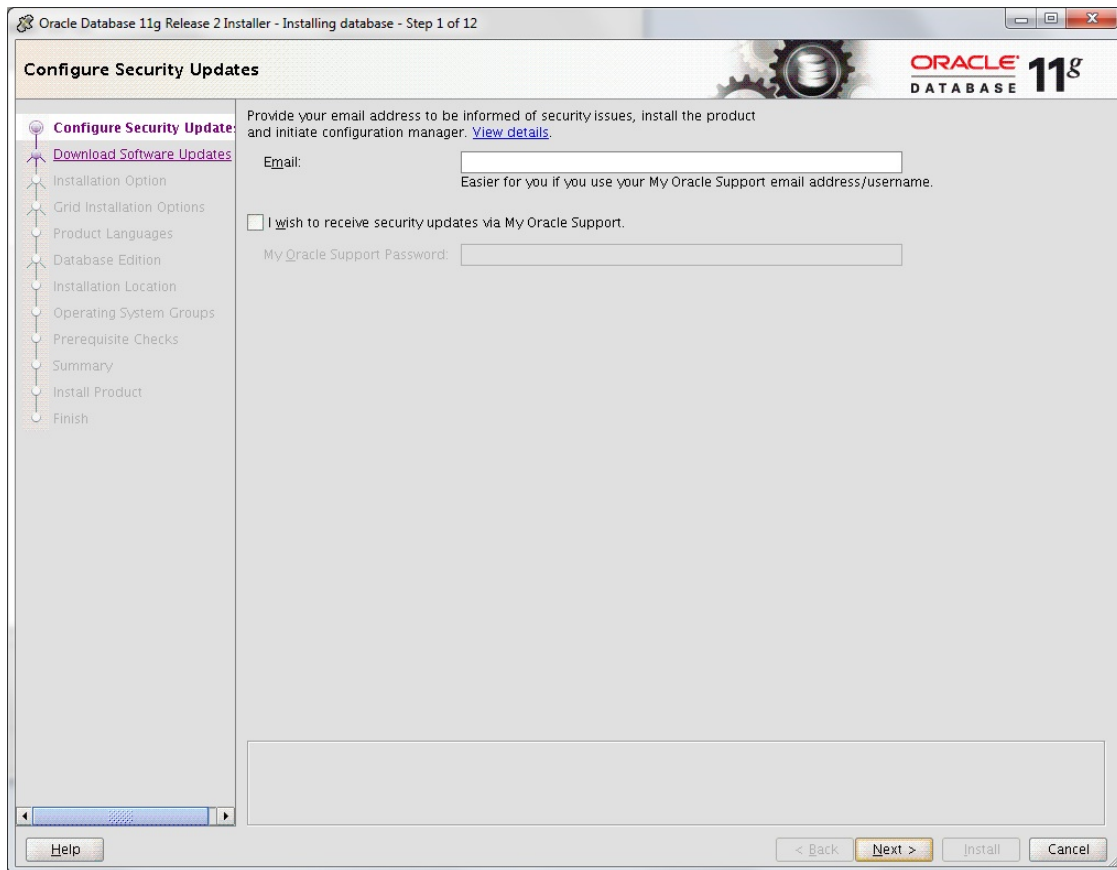 Oracle Database 11g Release 2 Installer - Installing database - Step 1 of 12
Configure Security Updates
ORACLE
DATABASE
11g
Configure Security Update
Download Software Updates
Installation Option
Grid Installation Options
Product Languages
Database Edition
Installation Location
Operating System Groups
Prerequisite Checks
Summary
Install Product
Finish
Provide your email address to be informed of security issues, install the product
and initiate configuration manager. View details.
Email:
Easier for you if you use your My Oracle Support email address/username.
I wish to receive security updates via My Oracle Support.
My Oracle Support Password:
Help
< Back
Next >
Install
Cancel